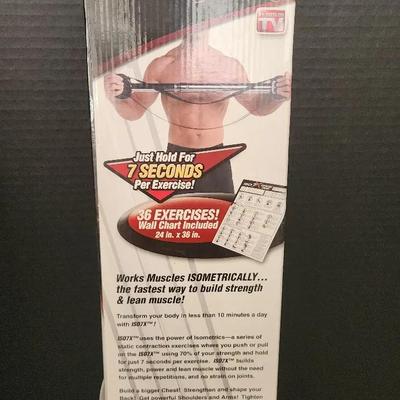 AS SEEN ON
TV
Just Hold For
7 SECONDS
Per Exercise!
36 EXERCISES!
Wall Chart Included
24 in. x 36 in.
Works Muscles ISOMETRICALLY...
the fastest way to build strength
& lean muscle!
Transform your body in less than 10 minutes a day
with ISO7X™!
ISO7X™ uses the power of Isometrics—a series of
static contraction exercises where you push or pull
on the ISO7X™ using 70% of your strength and hold
for just 7 seconds per exercise. ISO7X™ builds
strength, power and lean muscle without the need
for multiple repetitions, and no strain on joints.
Build a bigger Chest! Strengthen and shape your
Back! Get powerful Shoulders and Arms! Tighten